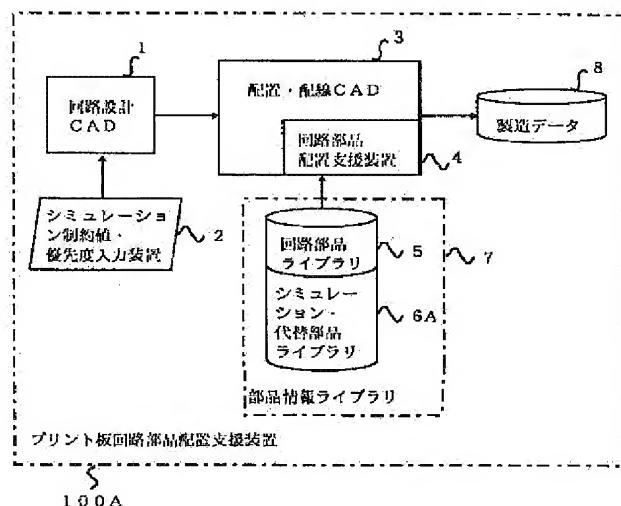 1
回路設計
CAD
シミュレーショ
ン制約値・
優先度入力装置
2
3
配置・配線CAD
回路部品
配置支援装置
4
8
製造データ
回路部品
ライブラリ
5
7
シミュレー
ション・
代替部品
ライブラリ
6A
部品情報ライブラリ
プリント板回路部品配置支援装置
100A